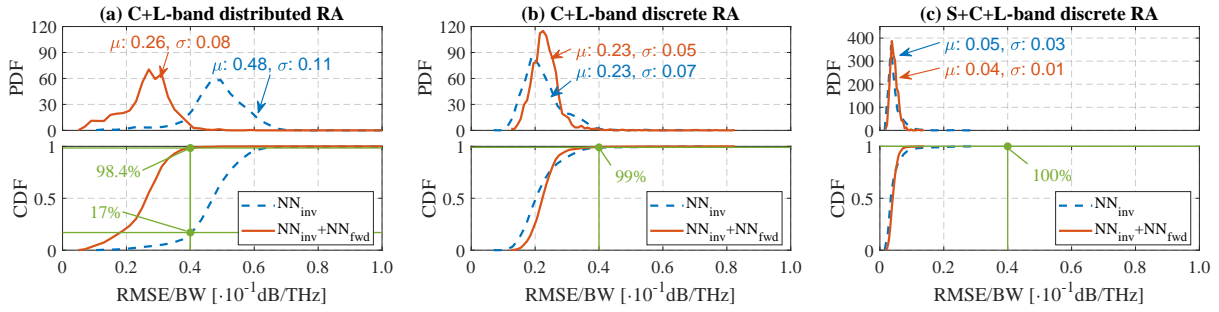 (a) C+L-band distributed RA
PDF
120
90
60
30
0
μ: 0.26, σ: 0.08
μ: 0.48, σ: 0.11
CDF
1
0.5
0
98.4%
17%
NNinv
NNinv+NNfwd
0 0.2 0.4 0.6 0.8 1.0
RMSE/BW [·10⁻¹dB/THz]
(b) C+L-band discrete RA
PDF
120
90
60
30
0
μ: 0.23, σ: 0.05
μ: 0.23, σ: 0.07
CDF
1
0.5
0
99%
NNinv
NNinv+NNfwd
0 0.2 0.4 0.6 0.8 1.0
RMSE/BW [·10⁻¹dB/THz]
(c) S+C+L-band discrete RA
PDF
400
300
200
100
0
μ: 0.05, σ: 0.03
μ: 0.04, σ: 0.01
CDF
1
0.5
0
100%
NNinv
NNinv+NNfwd
0 0.2 0.4 0.6 0.8 1.0
RMSE/BW [·10⁻¹dB/THz]